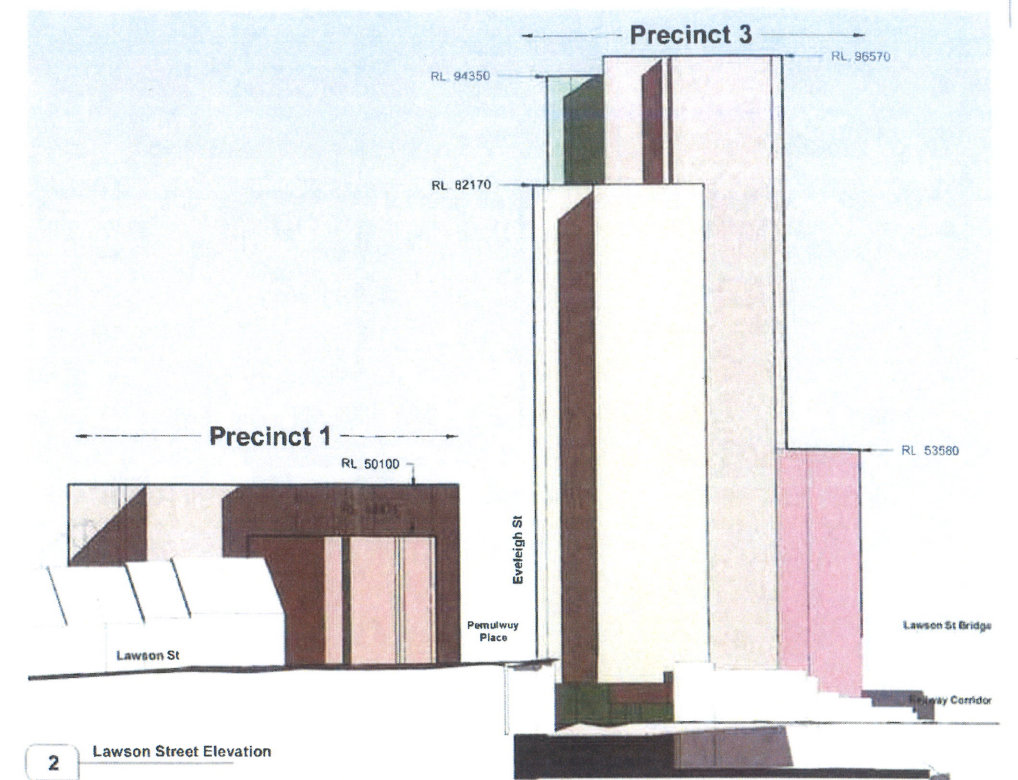 Precinct 3
RL. 94350
RL. 96570
RL. 82170
Precinct 1
RL 50100
RL 53580
Eveleigh St
Pemulwuy
Place
Lawson St Bridge
Lawson St
Railway Corridor
2 Lawson Street Elevation